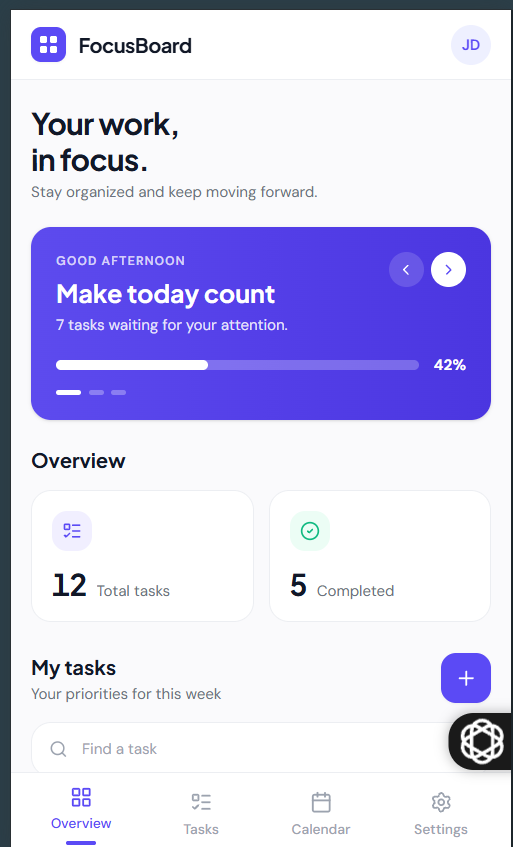 FocusBoard
JD
Your work,
in focus.
Stay organized and keep moving forward.
GOOD AFTERNOON
Make today count
7 tasks waiting for your attention.
42%
Overview
12 Total tasks
5 Completed
My tasks
Your priorities for this week
Find a task
Overview
Tasks
Calendar
Settings